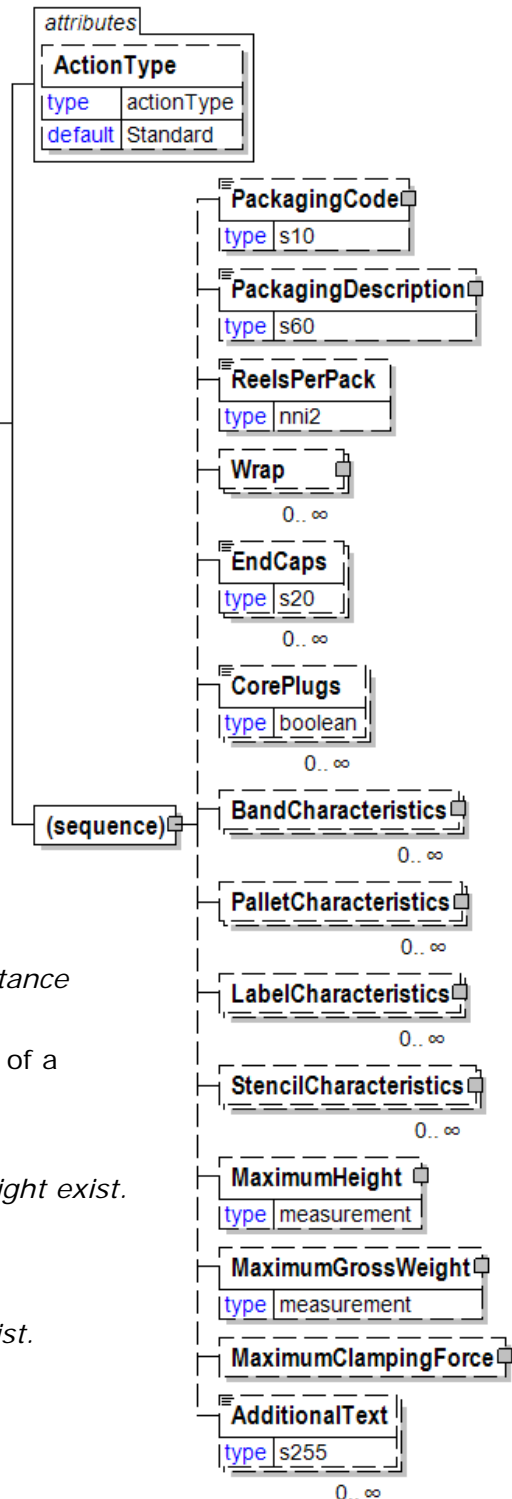 attributes
ActionType
type actionType
default Standard
PackagingCode
type s10
PackagingDescription
type s60
ReelsPerPack
type nni2
Wrap
0.. ∞
EndCaps
type s20
0.. ∞
CorePlugs
type boolean
0.. ∞
(sequence)
BandCharacteristics
0.. ∞
PalletCharacteristics
0.. ∞
tance
LabelCharacteristics
0.. ∞
of a
StencilCharacteristics
0.. ∞
MaximumHeight
type measurement
ight exist.
MaximumGrossWeight
type measurement
ist.
MaximumClampingForce
AdditionalText
type s255
0.. ∞